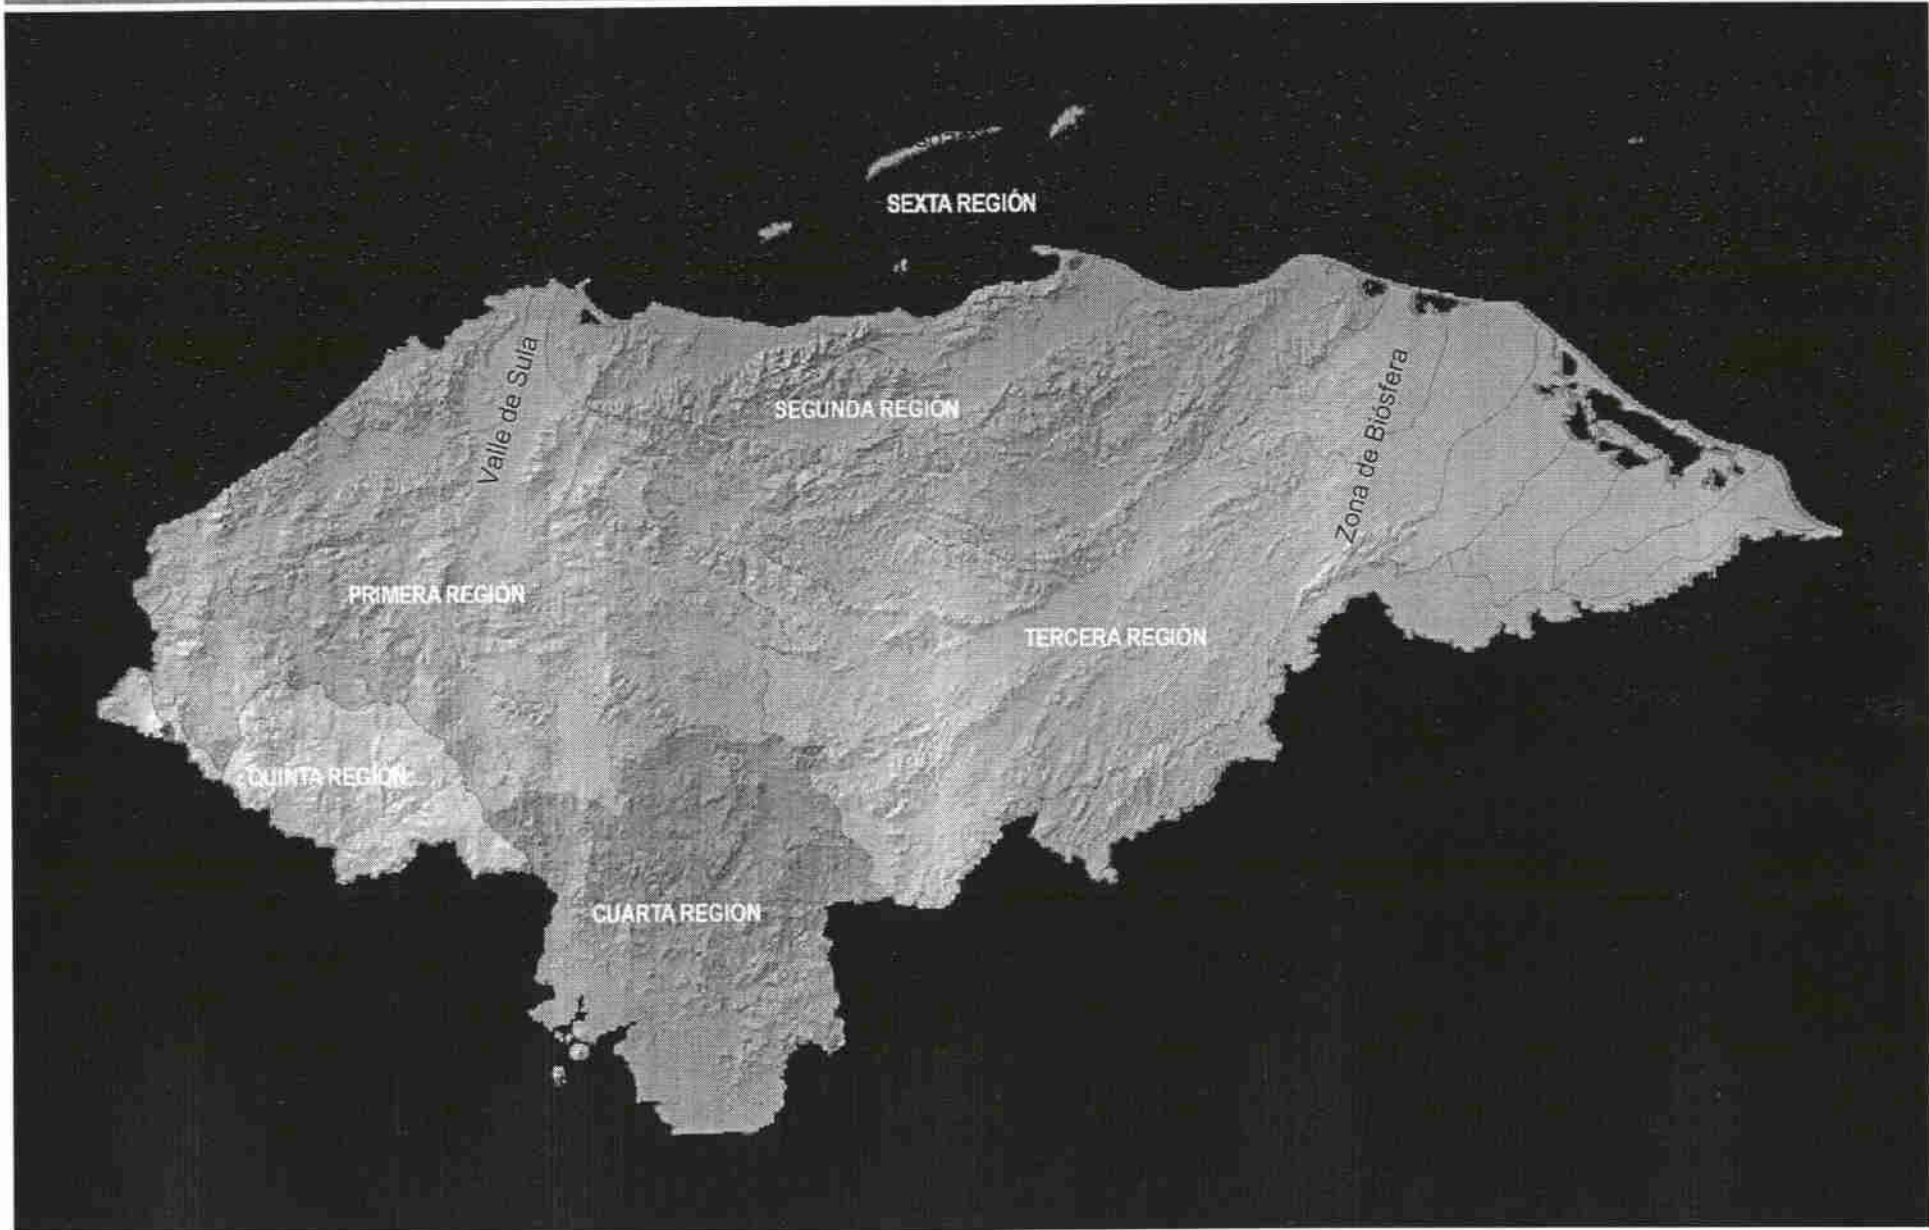 SEXTA REGIÓN
Valle de Sula
SEGUNDA REGIÓN
Zona de Biosfera
PRIMERA REGIÓN
TERCERA REGIÓN
QUINTA REGIÓN
CUARTA REGION